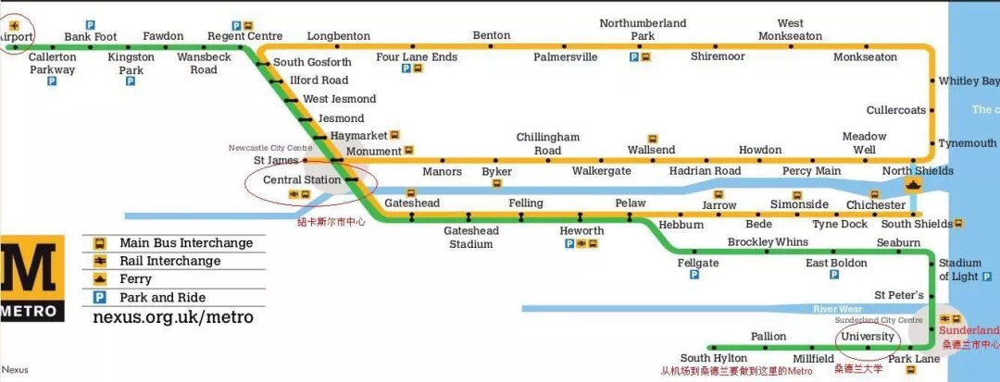 Airport
Callerton
Parkway
Bank Foot
Kingston
Park
Fawdon
Wansbeck
Road
Regent Centre
Longbenton
Four Lane Ends
Benton
Palmersville
Northumberland
Park
Shiremoor
West
Monkseaton
Monkseaton
South Gosforth
Ilford Road
West Jesmond
Jesmond
Haymarket
Whitley Bay
The c
Cullercoats
Tynemouth
Newcastle City Centre
Monument
St James
Manors
Byker
Chillingham
Road
Walkergate
Wallsend
Hadrian Road
Howdon
Percy Main
Meadow
Well
North Shields
Central Station
纽卡斯尔市中心
Gateshead
Gateshead
Stadium
Felling
Heworth
Pelaw
Hebburn
Jarrow
Bede
Simonside
Tyne Dock
Chichester
South Shields
Fellgate
Brockley Whins
East Boldon
Seaburn
Stadium
of Light
St Peter's
River Wear
Sunderland City Centre
Sunderland
桑德兰市中心
Park Lane
University
桑德兰大学
Millfield
Pallion
South Hylton
从机场到桑德兰要做到这里的Metro
M
METRO
Main Bus Interchange
Rail Interchange
Ferry
P Park and Ride
nexus.org.uk/metro
Nexus